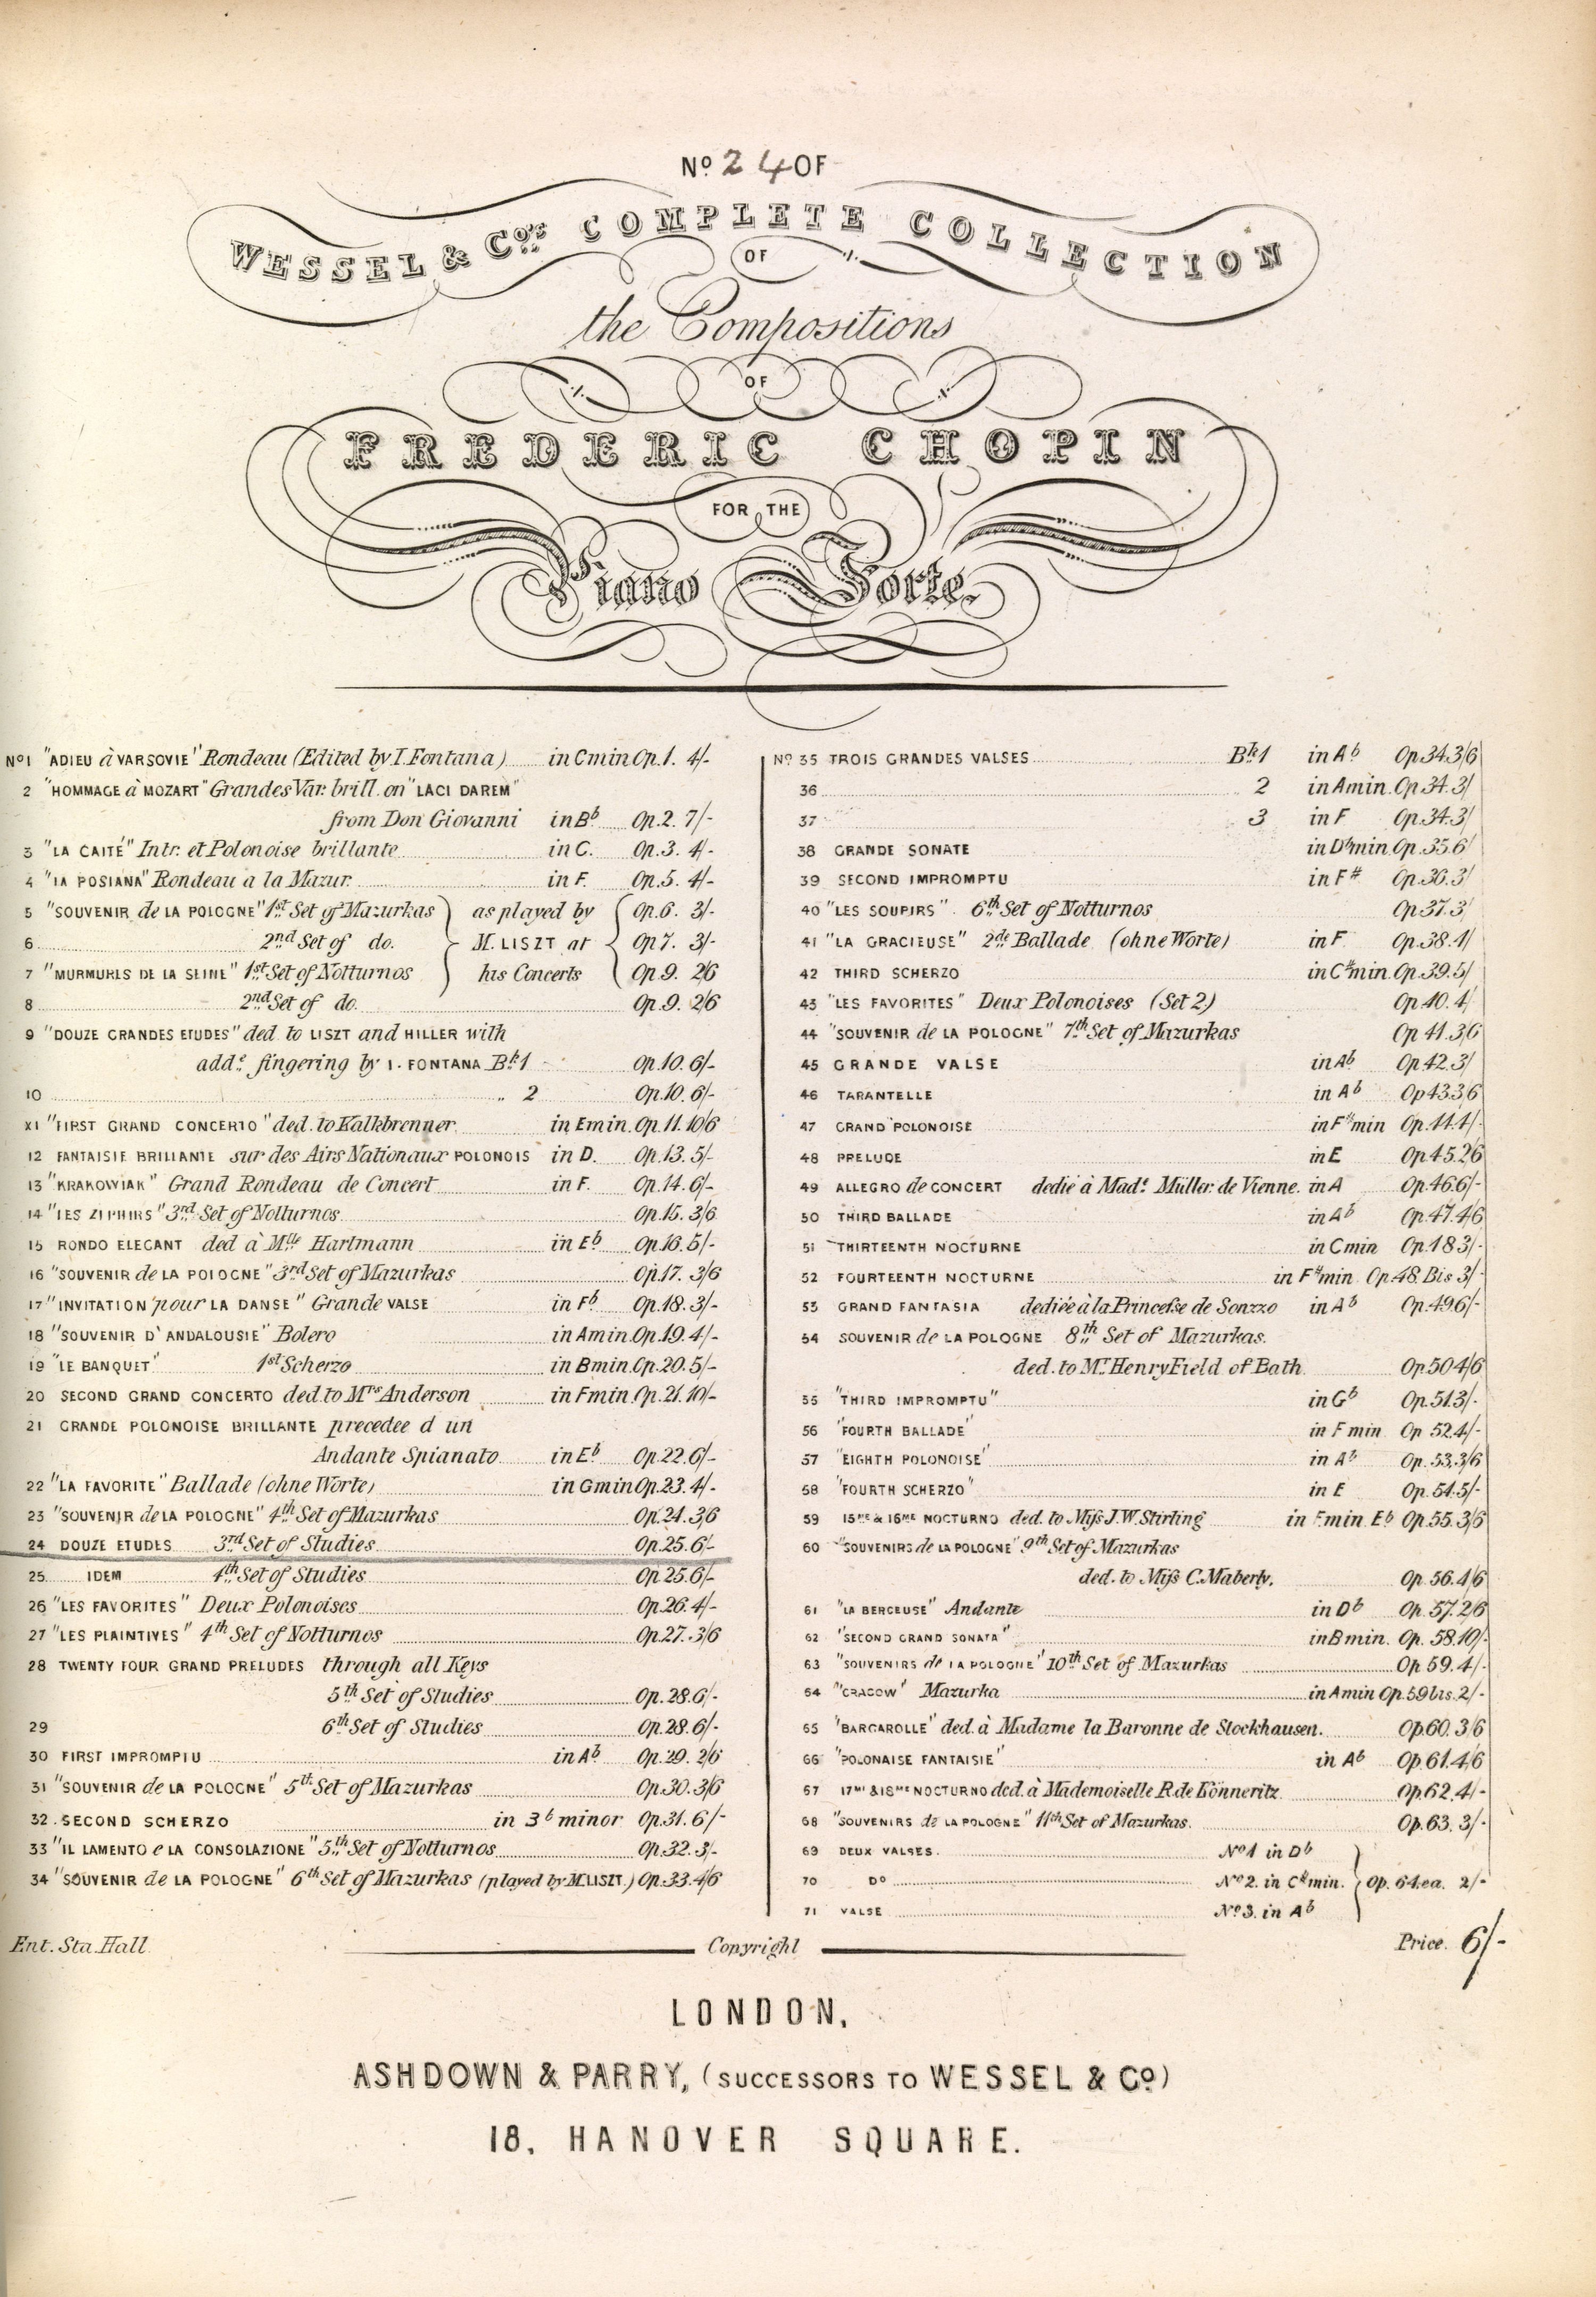 No 24 OF
WESSEL & Co's COMPLETE COLLECTION
OF
the Compositions
OF
FREDERIC CHOPIN
FOR THE
Piano Forte.
No 1 "ADIEU à VARSOVIE" Rondeau (Edited by I. Fontana) in C min Op. 1. 4/-
2 "HOMMAGE à MOZART" Grandes Var. brill. on "LACI DAREM"
from Don Giovanni in Bb Op. 2. 7/-
3 "LA CAITÉ" Intr. et Polonoise brillante in C. Op. 3. 4/-
4 "LA POSIANA" Rondeau a la Mazur. in F. Op. 5. 4/-
5 "SOUVENIR de LA POLOGNE" 1st Set of Mazurkas as played by Op. 6. 3/-
6 2nd Set of do. M. LISZT at Op 7. 3/-
7 "MURMURES DE LA SEINE" 1st Set of Notturnos his Concerts Op. 9. 2/6
8 2nd Set of do. Op. 9. 2/6
9 "DOUZE GRANDES ETUDES" ded. to LISZT and HILLER with
add. fingering by I. FONTANA Bk 1 Op. 10. 6/-
10 " 2 Op. 10. 6/-
XI "FIRST GRAND CONCERTO" ded. to Kalkbrenner in E min. Op. 11. 10/6
12 FANTAISIE BRILLANTE sur des Airs Nationaux POLONOIS in D. Op. 13. 5/-
13 "KRAKOWIAK" Grand Rondeau de Concert in F. Op. 14. 6/-
14 "LES ZEPHIRS" 3rd Set of Notturnos Op. 15. 3/6
15 RONDO ELEGANT ded à Mlle Hartmann in Eb Op. 16. 5/-
16 "SOUVENIR de LA POLOGNE" 3rd Set of Mazurkas Op. 17. 3/6
17 "INVITATION pour LA DANSE" Grande VALSE in Eb Op. 18. 3/-
18 "SOUVENIR D'ANDALOUSIE" Bolero in A min. Op. 19. 4/-
19 "LE BANQUET" 1st Scherzo in B min. Op. 20. 5/-
20 SECOND GRAND CONCERTO ded. to Mrs Anderson in F min. Op. 21. 10/-
21 GRANDE POLONOISE BRILLANTE precedee d un
Andante Spianato in Eb Op. 22. 6/-
22 "LA FAVORITE" Ballade (ohne Worte) in G min Op. 23. 4/-
23 "SOUVENIR de LA POLOGNE" 4th Set of Mazurkas Op. 24. 3/6
24 DOUZE ETUDES 3rd Set of Studies Op. 25. 6/-
25 IDEM 4th Set of Studies Op. 25. 6/-
26 "LES FAVORITES" Deux Polonoises Op. 26. 4/-
27 "LES PLAINTIVES" 4th Set of Notturnos Op. 27. 3/6
28 TWENTY FOUR GRAND PRELUDES through all Keys
5th Set of Studies Op. 28. 6/-
29 6th Set of Studies Op. 28. 6/-
30 FIRST IMPROMPTU in Ab Op. 29. 2/6
31 "SOUVENIR de LA POLOGNE" 5th Set of Mazurkas Op. 30. 3/6
32. SECOND SCHERZO in 3b minor Op. 31. 6/-
33 "IL LAMENTO e LA CONSOLAZIONE" 5th Set of Notturnos Op. 32. 3/-
34 "SOUVENIR de LA POLOGNE" 6th Set of Mazurkas (played by M. LISZT.) Op. 33. 4/6
No 35 TROIS GRANDES VALSES Bk 1 in Ab Op. 34. 3/6
36 2 in A min. Op. 34. 3/
37 3 in F Op. 34. 3/
38 GRANDE SONATE in Db min. Op. 35. 6/
39 SECOND IMPROMPTU in F# Op. 36. 3/
40 "LES SOUPIRS". 6th Set of Notturnos Op. 37. 3/
41 "LA GRACIEUSE" 2de Ballade (ohne Worte) in F Op. 38. 4/
42 THIRD SCHERZO in C# min. Op. 39. 5/
43 "LES FAVORITES" Deux Polonoises (Set 2) Op. 40. 4/
44 "SOUVENIR de LA POLOGNE" 7th Set of Mazurkas Op 41. 3/6
45 GRANDE VALSE in Ab Op 42. 3/
46 TARANTELLE in Ab Op 43 3/6
47 GRAND POLONOISE in F# min Op. 44. 4/-
48 PRELUDE in E Op 45. 2/6
49 ALLEGRO de CONCERT dedié à Made. Müller de Vienne. in A Op. 46. 6/-
50 THIRD BALLADE in Ab Op. 47. 4/6
51 THIRTEENTH NOCTURNE in C min Op. 48 3/-
52 FOURTEENTH NOCTURNE in F# min. Op. 48. Bis 3/-
53 GRAND FANTASIA dediée à la Princesse de Sonzzo in Ab Op. 49 6/-
54 SOUVENIR de LA POLOGNE 8th Set of Mazurkas.
ded. to Mr. Henry Field of Bath. Op. 50 4/6
55 "THIRD IMPROMPTU" in Gb Op. 51. 3/-
56 "FOURTH BALLADE" in F min Op 52. 4/-
57 "EIGHTH POLONOISE" in Ab Op. 53. 3/6
58 "FOURTH SCHERZO" in E Op. 54. 5/-
59 15ME & 16ME NOCTURNO ded. to Miss J. W. Stirling in F min. Eb Op. 55. 3/6
60 "SOUVENIRS de LA POLOGNE" 9th Set of Mazurkas
ded. to Miss C. Maberly. Op. 56. 4/6
61 "LA BERCEUSE" Andante in Db Op. 57. 2/6
62 "SECOND GRAND SONATA" in B min. Op. 58. 10/-
63 "SOUVENIRS de LA POLOGNE" 10th Set of Mazurkas Op 59. 4/-
64 "CRACOW" Mazurka in A min Op. 59 bis. 2/-
65 "BARCAROLLE" ded. à Madame la Baronne de Stockhausen. Op. 60. 3/6
66 "POLONAISE FANTAISIE" in Ab Op. 61. 4/6
67 17ME & 18ME NOCTURNO ded. à Mademoiselle R. de Könneritz Op. 62. 4/-
68 "SOUVENIRS de LA POLOGNE" 11th Set of Mazurkas. Op. 63. 3/-
69 DEUX VALSES. No 1 in Db
70 Do No 2. in C# min. Op. 64. ea. 2/-
71 VALSE No 3. in Ab
Ent. Sta. Hall.
Copyright
Price. 6/-
LONDON,
ASHDOWN & PARRY, (SUCCESSORS TO WESSEL & Co)
18, HANOVER SQUARE.